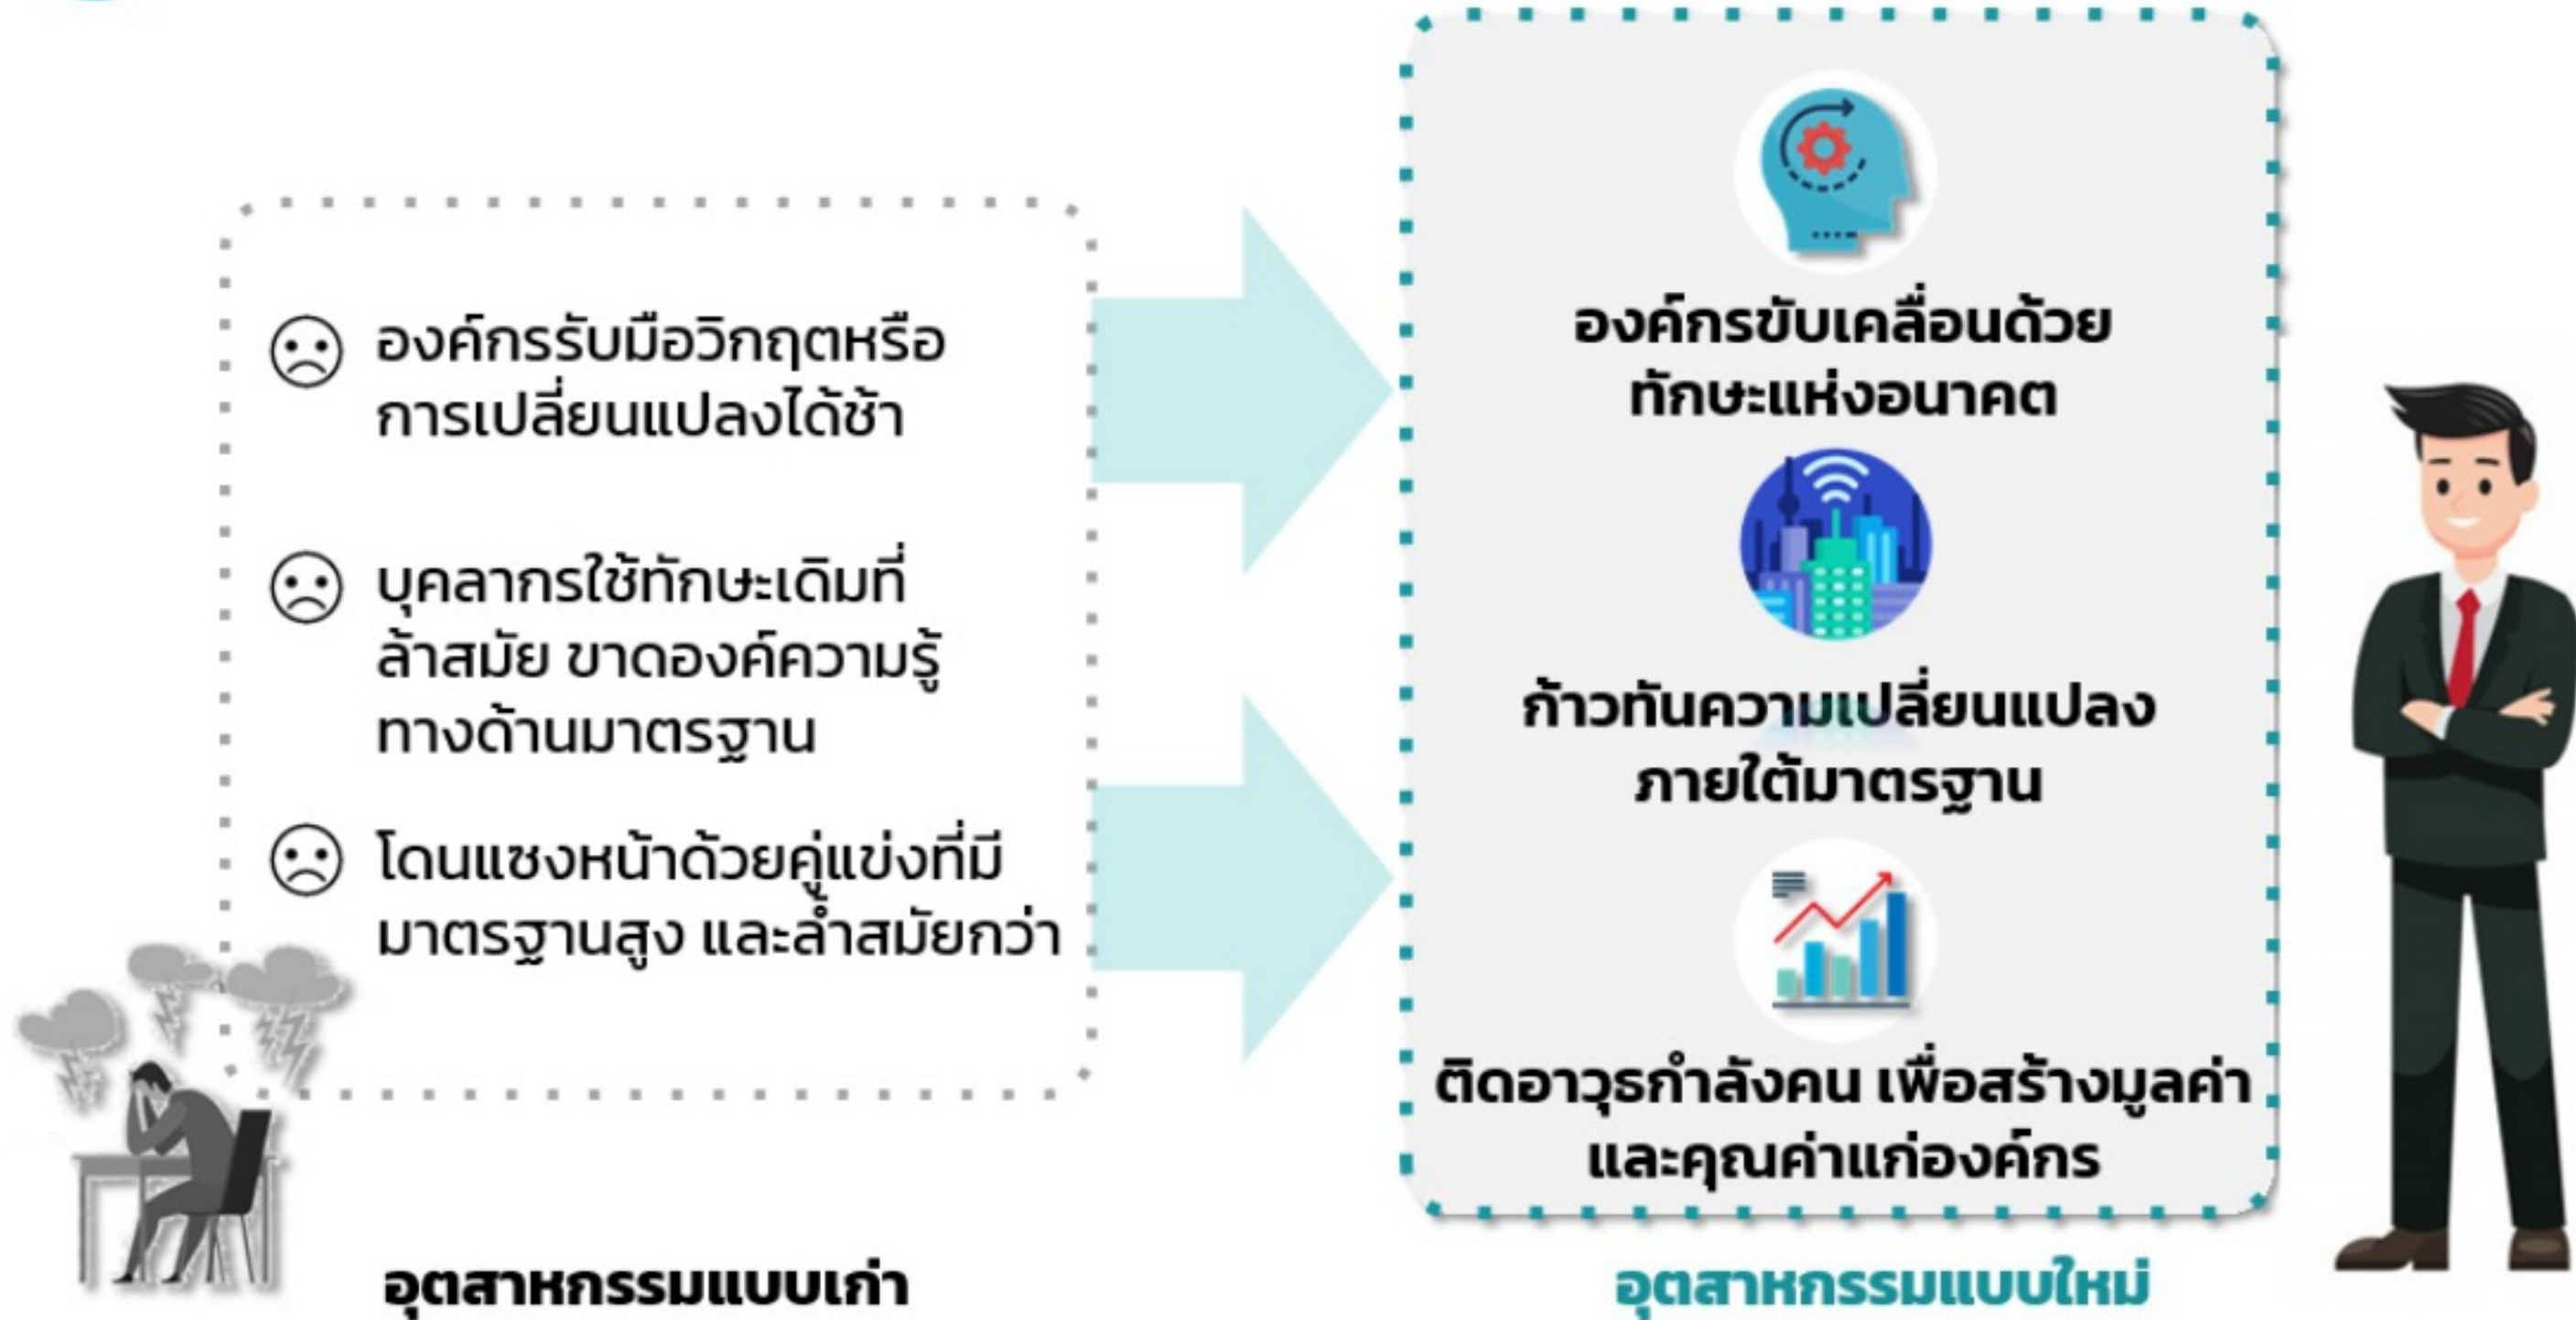 องค์กรรับมือวิกฤตหรือ
การเปลี่ยนแปลงได้ช้า
บุคลากรใช้ทักษะเดิมที่
ล้าสมัย ขาดองค์ความรู้
ทางด้านมาตรฐาน
โดนแซงหน้าด้วยคู่แข่งที่มี
มาตรฐานสูง และล้ำสมัยกว่า
อุตสาหกรรมแบบเก่า
องค์กรขับเคลื่อนด้วย
ทักษะแห่งอนาคต
ก้าวทันความเปลี่ยนแปลง
ภายใต้มาตรฐาน
ติดอาวุธกำลังคน เพื่อสร้างมูลค่า
และคุณค่าแก่องค์กร
อุตสาหกรรมแบบใหม่